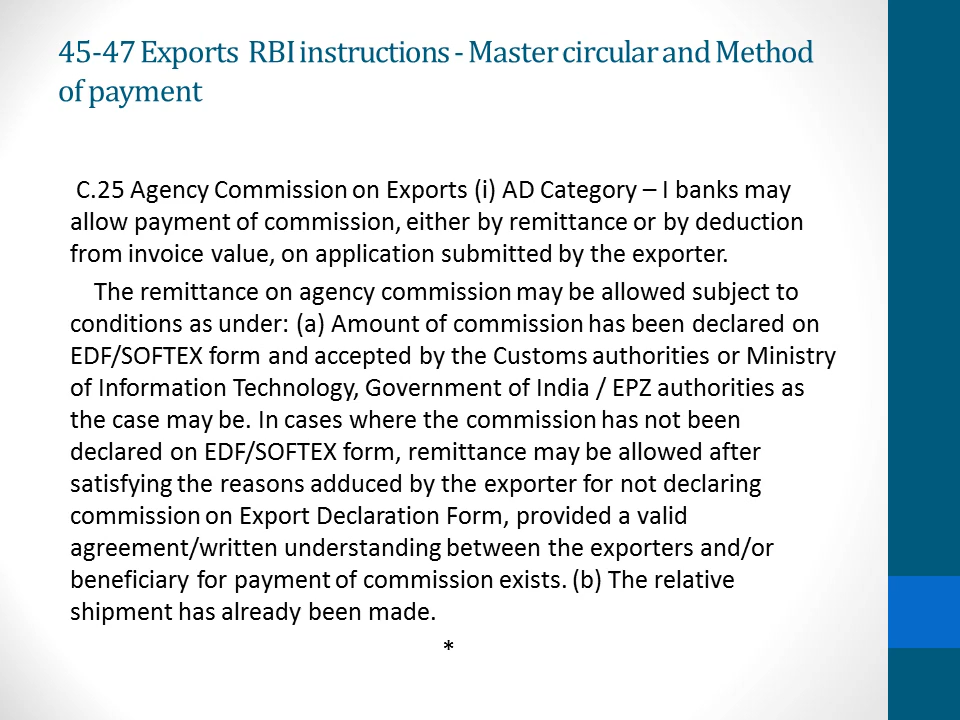 45-47 Exports RBI instructions - Master circular and Method
of payment
C.25 Agency Commission on Exports (i) AD Category – I banks may
allow payment of commission, either by remittance or by deduction
from invoice value, on application submitted by the exporter.
The remittance on agency commission may be allowed subject to
conditions as under: (a) Amount of commission has been declared on
EDF/SOFTEX form and accepted by the Customs authorities or Ministry
of Information Technology, Government of India / EPZ authorities as
the case may be. In cases where the commission has not been
declared on EDF/SOFTEX form, remittance may be allowed after
satisfying the reasons adduced by the exporter for not declaring
commission on Export Declaration Form, provided a valid
agreement/written understanding between the exporters and/or
beneficiary for payment of commission exists. (b) The relative
shipment has already been made.
*